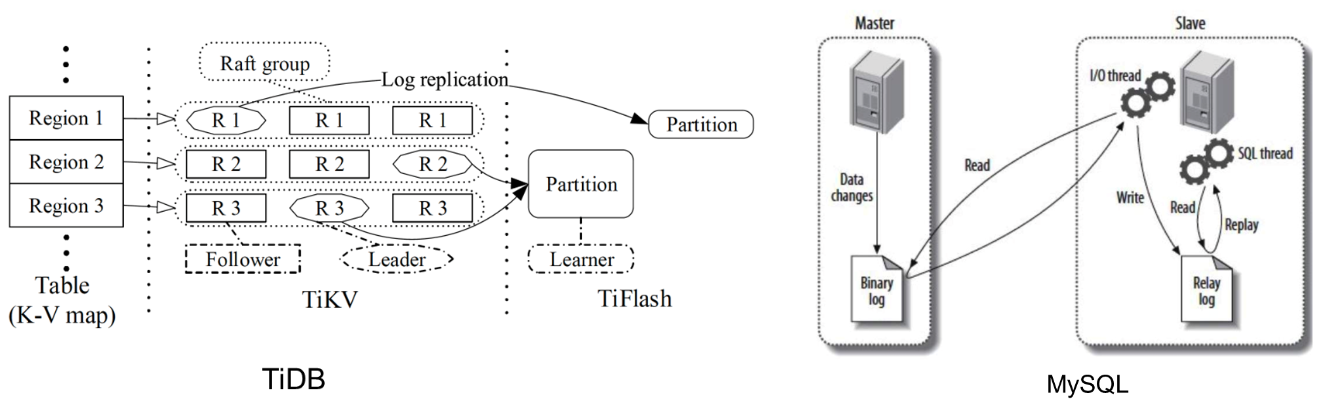 Raft group
Log replication
Region 1
R 1
R 1
R 1
Partition
Region 2
R 2
R 2
R 2
Partition
Region 3
R 3
R 3
R 3
Follower
Leader
Learner
Table
(K-V map)
TiKV
TiFlash
TiDB
Master
Slave
I/O thread
SQL thread
Read
Data
changes
Write
Read
Replay
Binary
log
Relay
log
MySQL